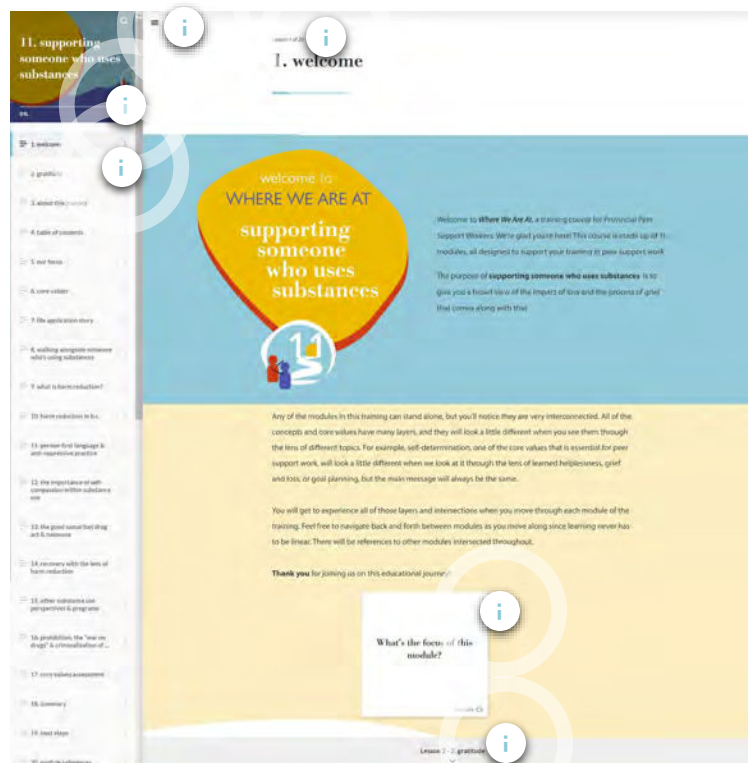 11. supporting
someone who uses
substances
0%
1. welcome
2. gratitude
3. about this training
4. table of contents
5. our focus
6. core values
7. the application story
8. walking alongside someone
who's using substances
9. what is harm reduction?
10. harm reduction in b.c.
11. person-first language &
anti-oppressive practice
12. the importance of self-
compassion within substance
use
13. the good samaritan drug
act & naloxone
14. recovery with the lens of
harm reduction
15. other substance use
perspectives & programs
16. prohibition, the "war on
drugs" & criminalization of ...
17. core values assessment
18. summary
19. next steps
Lesson 1 of 20
1. welcome
welcome to
WHERE WE ARE AT
supporting
someone
who uses
substances
11
Welcome to Where We Are At, a training course for Provincial Peer
Support Workers. We're glad you're here! This course is made up of 11
modules, all designed to support your training in peer support work
The purpose of supporting someone who uses substances is to
give you a broad view of the impact of loss and the process of grief
that comes along with that
Any of the modules in this training can stand alone, but you'll notice they are very interconnected. All of the
concepts and core values have many layers, and they will look a little different when you see them through
the lens of different topics. For example, self-determination, one of the core values that is essential for peer
support work, will look a little different when we look at it through the lens of learned helplessness, grief
and loss, or goal planning, but the main message will always be the same.
You will get to experience all of those layers and intersections when you move through each module of the
training. Feel free to navigate back and forth between modules as you move along since learning never has
to be linear. There will be references to other modules intersected throughout.
Thank you for joining us on this educational journey!
What's the focus of this
module?
Lesson 2 - 2. gratitude